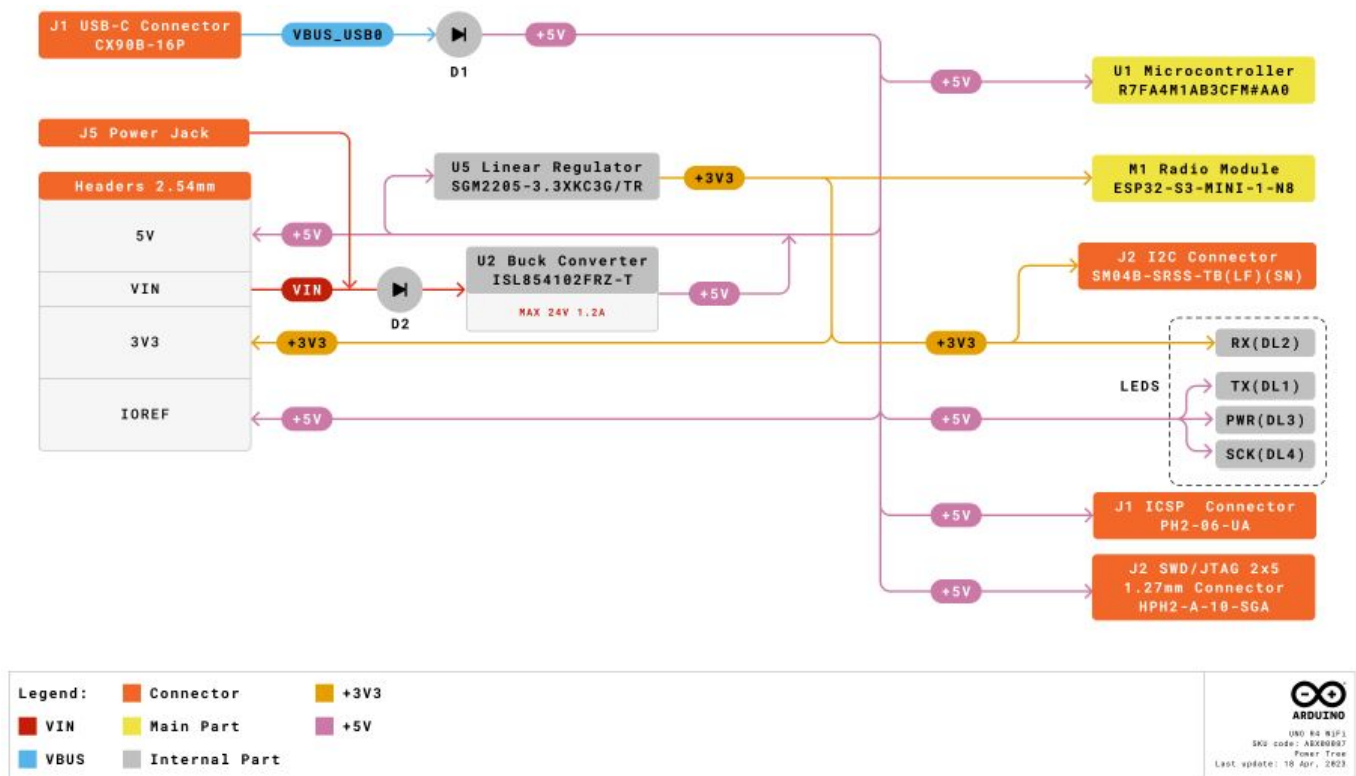 J1 USB-C Connector
CX90B-16P
VBUS_USB0
D1
+5V
+5V
U1 Microcontroller
R7FA4M1AB3CFM#AA0
J5 Power Jack
U5 Linear Regulator
SGM2205-3.3XKC3G/TR
+3V3
M1 Radio Module
ESP32-S3-MINI-1-N8
Headers 2.54mm
5V
+5V
VIN
VIN
D2
U2 Buck Converter
ISL854102FRZ-T
MAX 24V 1.2A
+5V
J2 I2C Connector
SM04B-SRSS-TB(LF)(SN)
3V3
+3V3
+3V3
LEDS
RX(DL2)
TX(DL1)
PWR(DL3)
SCK(DL4)
IOREF
+5V
+5V
+5V
J1 ICSP Connector
PH2-06-UA
+5V
J2 SWD/JTAG 2x5
1.27mm Connector
HPH2-A-10-SGA
Legend:
Connector
+3V3
VIN
Main Part
+5V
VBUS
Internal Part
ARDUINO
UNO R4 WiFi
SKU code: ABX00087
Power Tree
Last update: 18 Apr, 2023